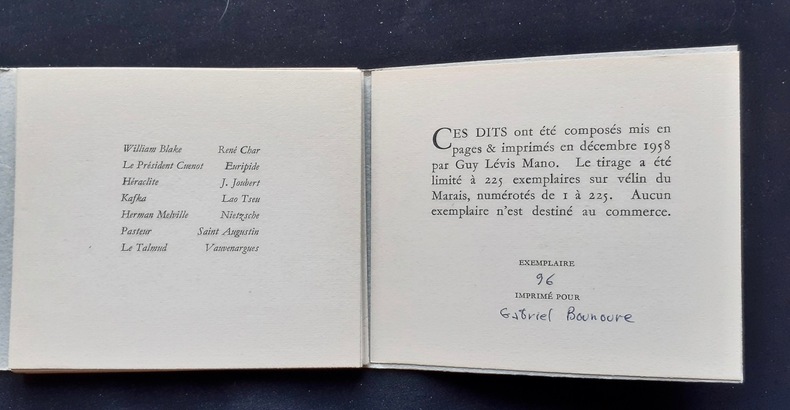 William Blake René Char
Le Président Cunnot Euripide
Héraclite J. Joubert
Kafka Lao Tseu
Herman Melville Nietzsche
Pasteur Saint Augustin
Le Talmud Vauvenargues
CES DITS ont été composés mis en
pages & imprimés en décembre 1958
par Guy Lévis Mano. Le tirage a été
limité à 225 exemplaires sur vélin du
Marais, numérotés de 1 à 225. Aucun
exemplaire n'est destiné au commerce.
EXEMPLAIRE
96
IMPRIMÉ POUR
Gabriel Bounoure